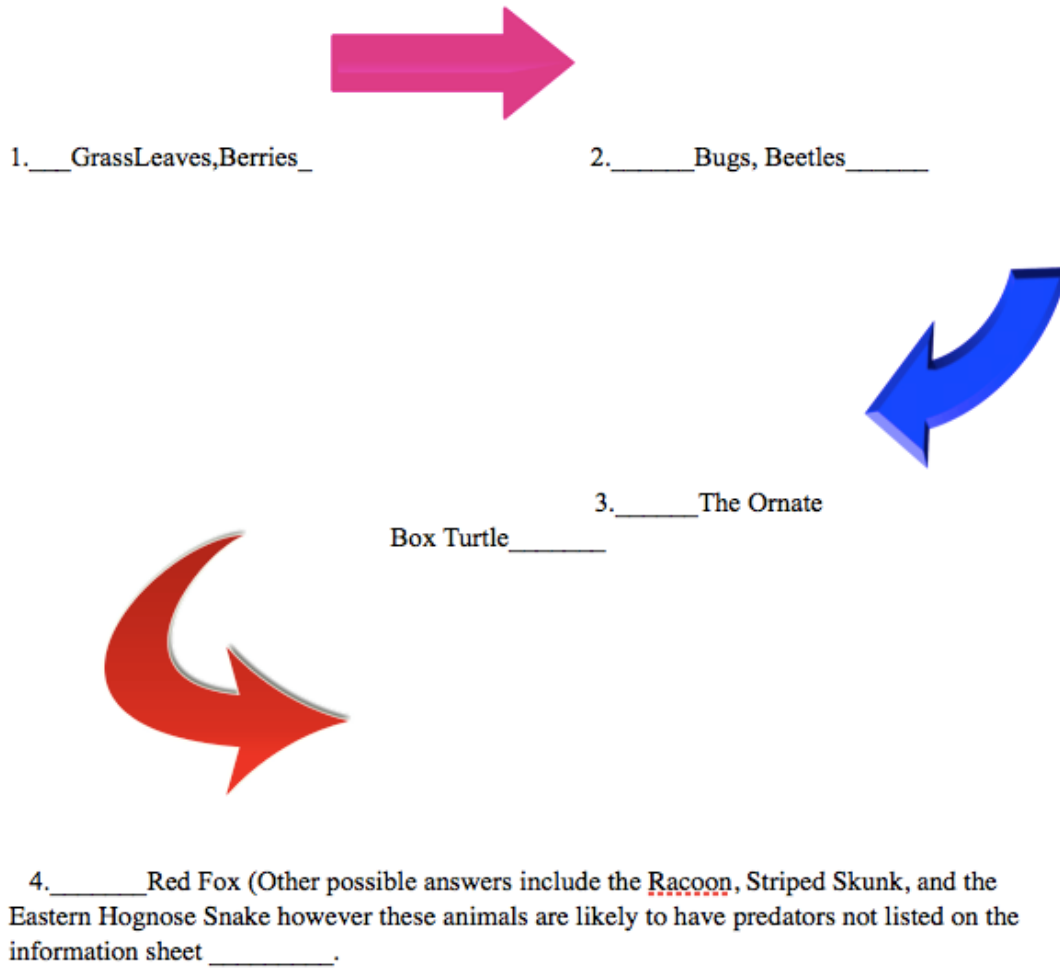 1.___GrassLeaves,Berries_
2.______Bugs, Beetles______
3.______The Ornate
Box Turtle_______
4._______Red Fox (Other possible answers include the Racoon, Striped Skunk, and the
Eastern Hognose Snake however these animals are likely to have predators not listed on the
information sheet _________.